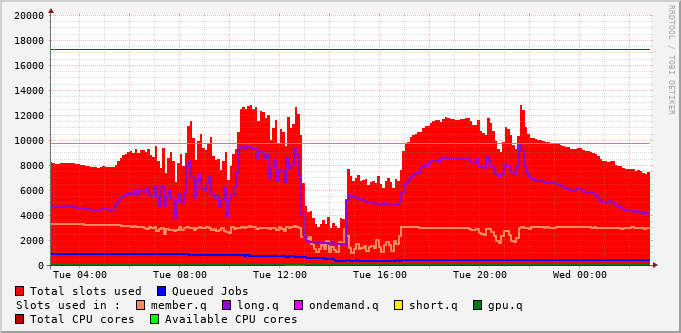 20000
18000
16000
14000
12000
10000
8000
6000
4000
2000
0
Tue 04:00 Tue 08:00 Tue 12:00 Tue 16:00 Tue 20:00 Wed 00:00
RRDTOOL / TOBI OETIKER
Total slots used Queued Jobs
Slots used in : member.q long.q ondemand.q short.q gpu.q
Total CPU cores Available CPU cores